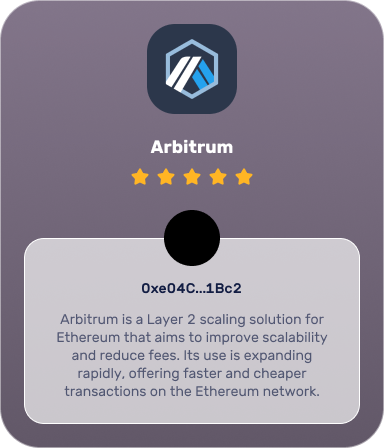 Arbitrum
0xe04C...1Bc2
Arbitrum is a Layer 2 scaling solution for
Ethereum that aims to improve scalability
and reduce fees. Its use is expanding
rapidly, offering faster and cheaper
transactions on the Ethereum network.